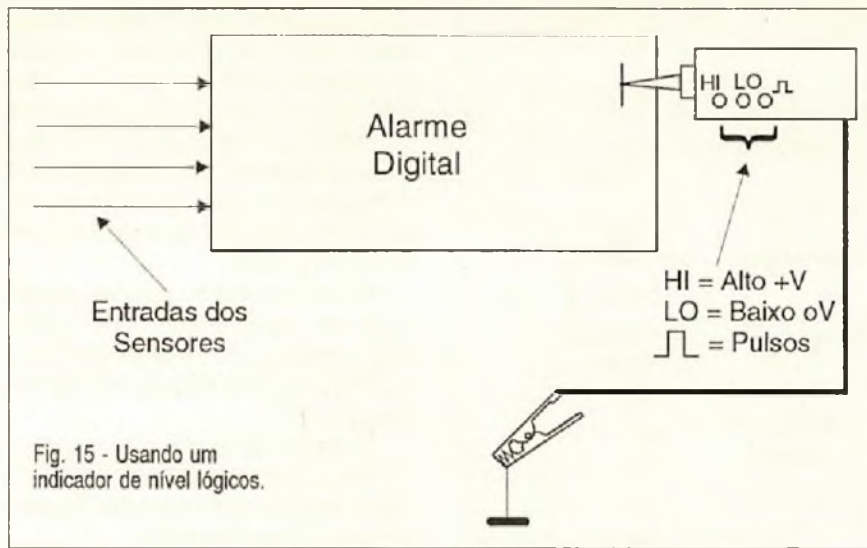 HI LO
Alarme
Digital
HI = Alto +V
LO = Baixo oV
= Pulsos
Entradas dos
Sensores
Fig. 15 - Usando um
indicador de nível lógicos.